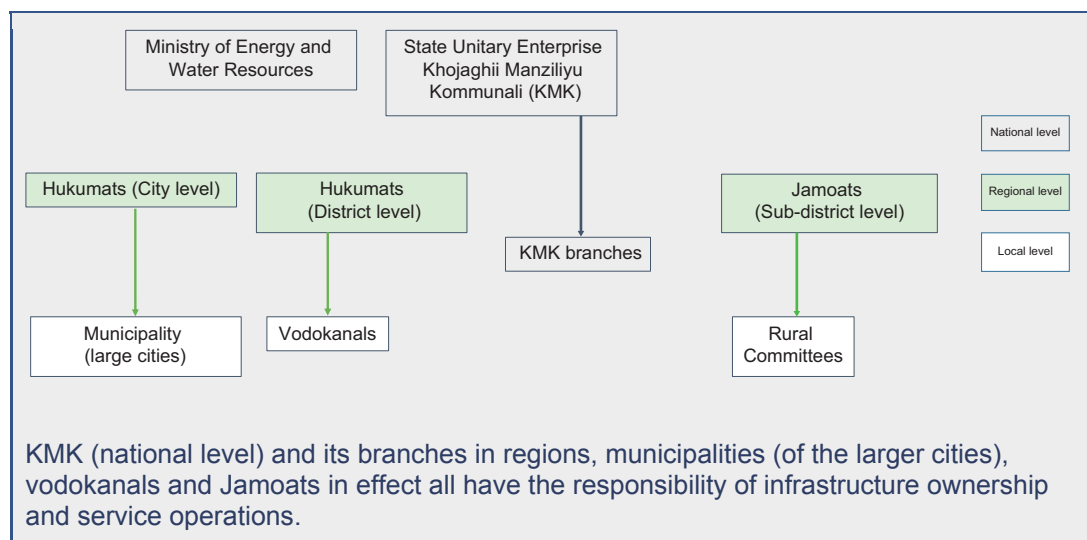 Ministry of Energy and
Water Resources
State Unitary Enterprise
Khojaghii Manziliyu
Kommunali (KMK)
National level
Hukumats (City level)
Hukumats
(District level)
Jamoats
(Sub-district level)
Regional level
KMK branches
Local level
Municipality
(large cities)
Vodokanals
Rural
Committees
KMK (national level) and its branches in regions, municipalities (of the larger cities),
vodokanals and Jamoats in effect all have the responsibility of infrastructure ownership
and service operations.